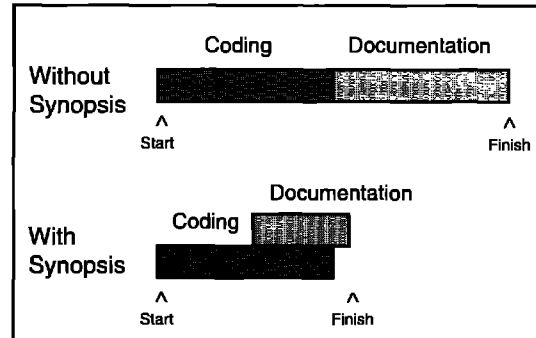 Coding Documentation
Without
Synopsis
^ ^
Start Finish
Documentation
Coding
With
Synopsis
^ ^
Start Finish